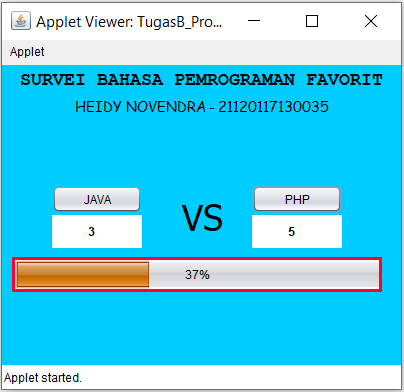 Applet Viewer: TugasB_Pro...
Applet
SURVEI BAHASA PEMROGRAMAN FAVORIT
HEIDY NOVENDRA - 21120117130035
JAVA
VS
PHP
3
5
37%
Applet started.